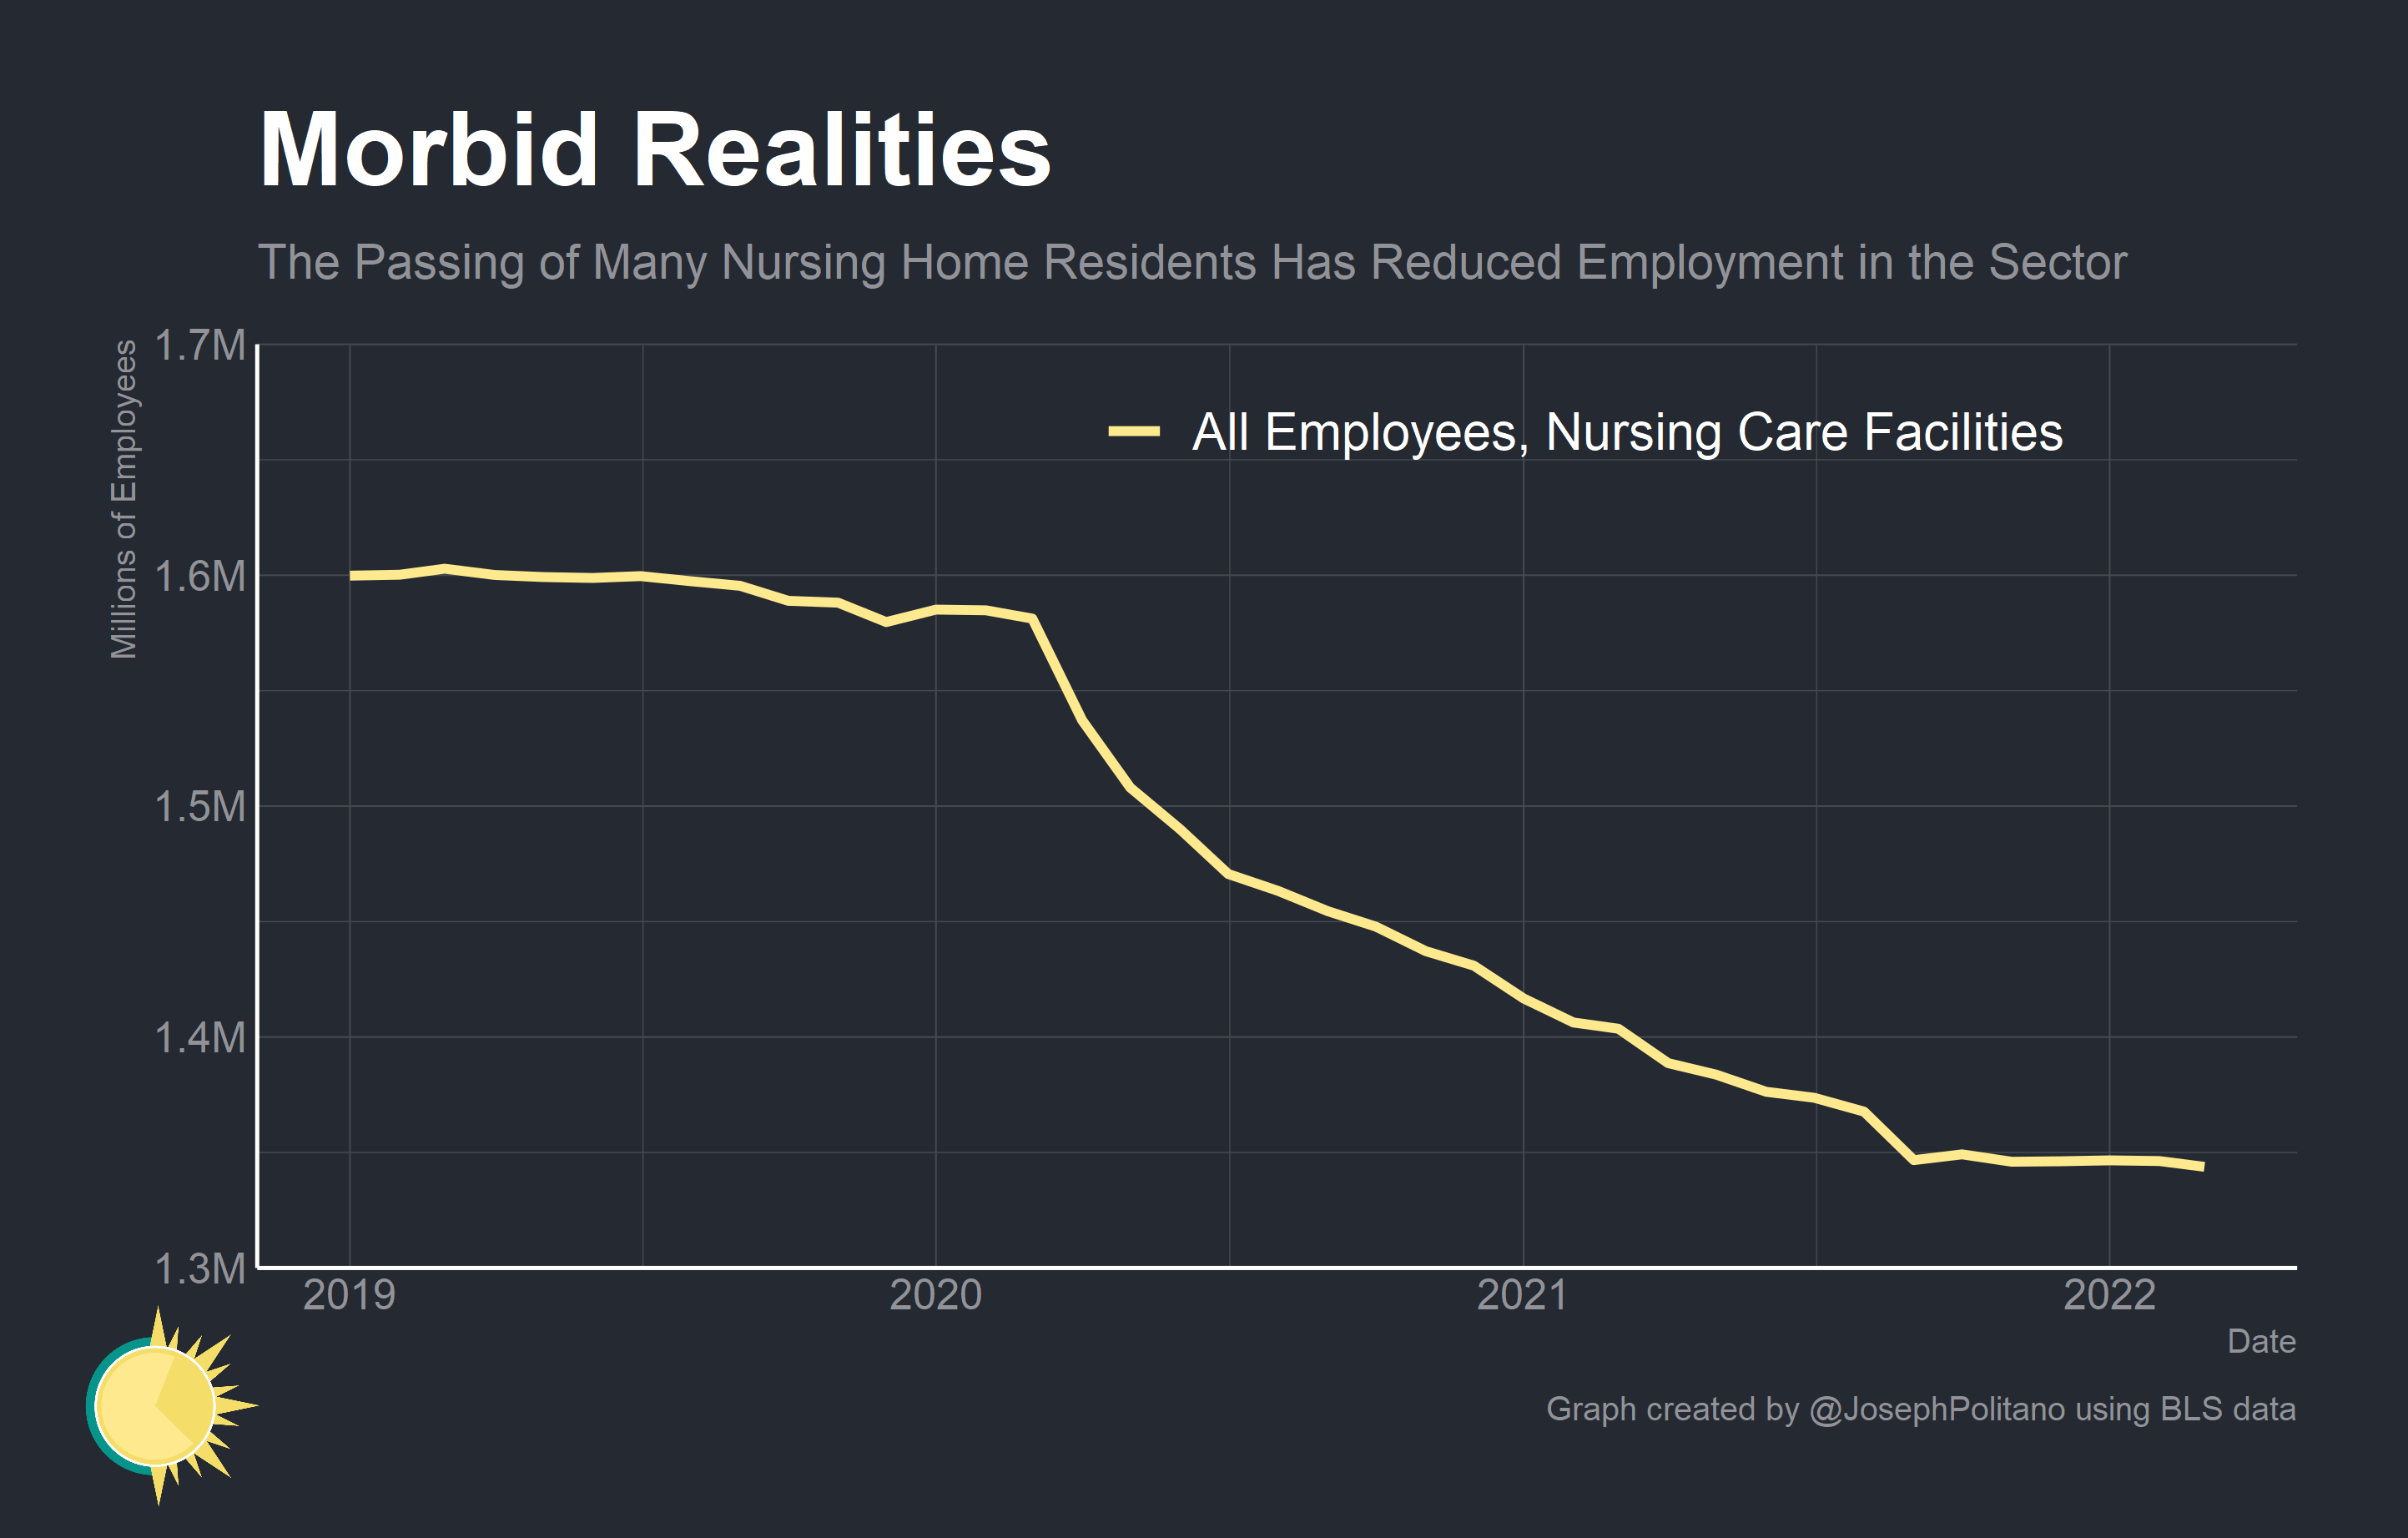 Morbid Realities
The Passing of Many Nursing Home Residents Has Reduced Employment in the Sector
Millions of Employees
1.7M
1.6M
1.5M
1.4M
1.3M
All Employees, Nursing Care Facilities
2019
2020
2021
2022
Date
Graph created by @JosephPolitano using BLS data